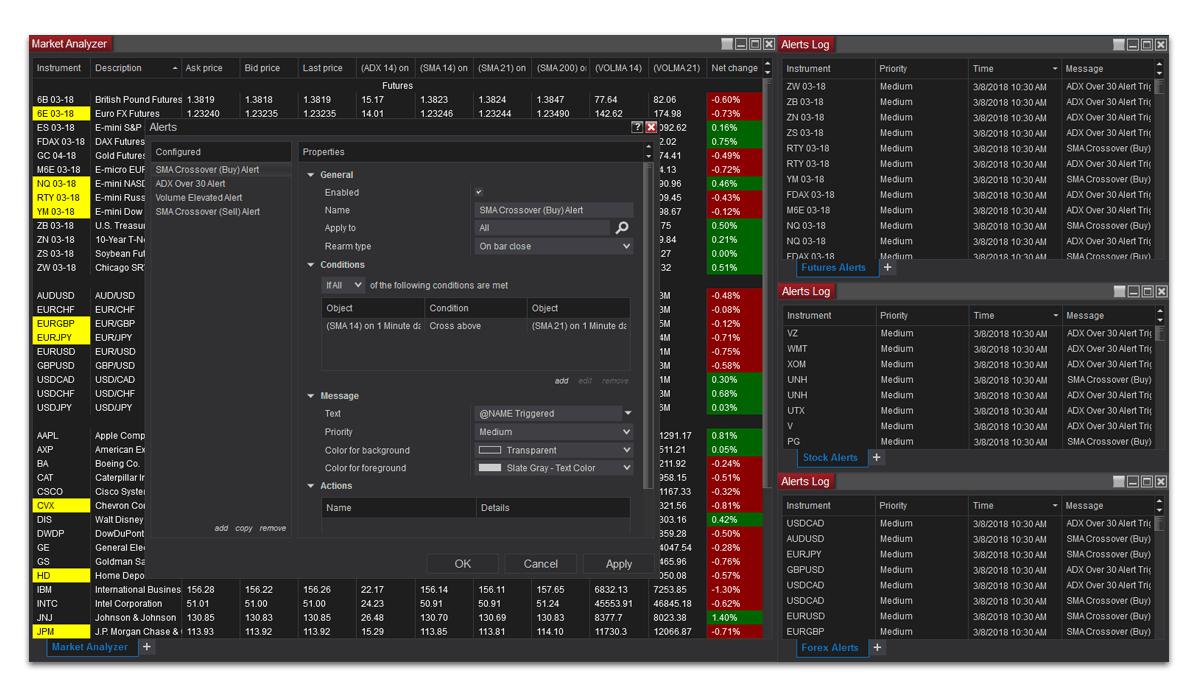 Market Analyzer
Instrument Description Ask price Bid price Last price (ADX 14) on (SMA 14) on (SMA 21) on (SMA 200) o (VOLMA 14) (VOLMA 21) Net change
Futures
6B 03-18 British Pound Futures 1.3819 1.3818 1.3819 15.17 1.3823 1.3824 1.3847 77.64 82.06 -0.60%
6E 03-18 Euro FX Futures 1.23240 1.23235 1.23235 14.01 1.23246 1.23244 1.23490 142.62 174.98 -0.73%
ES 03-18 E-mini S&P 092.62 0.16%
FDAX 03-18 DAX Futures 2.02 0.75%
GC 04-18 Gold Futures 74.41 -0.49%
M6E 03-18 E-micro EUF 4.13 -0.72%
NQ 03-18 E-mini NASD 90.96 0.46%
RTY 03-18 E-mini Russ 09.45 -0.43%
YM 03-18 E-mini Dow 98.67 -0.12%
ZB 03-18 U.S. Treasur 75 0.50%
ZN 03-18 10-Year T-No 9.84 0.21%
ZS 03-18 Soybean Fut 27 0.00%
ZW 03-18 Chicago SR 32 0.51%
AUDUSD AUD/USD 3M -0.48%
EURCHF EUR/CHF 3M -0.08%
EURGBP EUR/GBP 5M -0.12%
EURJPY EUR/JPY 4M -0.71%
EURUSD EUR/USD 1M -0.75%
GBPUSD GBP/USD 3M -0.58%
USDCAD USD/CAD 1M 0.30%
USDCHF USD/CHF 3M 0.68%
USDJPY USD/JPY 6M 0.03%
AAPL Apple Comp 1291.17 0.81%
AXP American Ex 511.21 0.05%
BA Boeing Co. 211.92 -0.24%
CAT Caterpillar I 958.15 -0.51%
CSCO Cisco System 1167.33 -0.32%
CVX Chevron Cor 321.56 -0.81%
DIS Walt Disney 303.16 0.42%
DWDP DowDuPont 359.28 -0.50%
GE General Elec 4047.54 -0.28%
GS Goldman Sa 465.96 -0.76%
HD Home Depo 050.08 -0.57%
IBM International Busines 156.28 156.22 156.26 22.17 156.14 156.11 157.65 6832.13 7253.85 -1.30%
INTC Intel Corporation 51.01 51.00 51.00 24.23 50.91 50.91 51.24 45553.91 46845.18 -0.62%
JNJ Johnson & Johnson 130.85 130.83 130.85 26.48 130.70 130.69 130.83 8377.7 8023.38 1.40%
JPM J.P. Morgan Chase & 113.93 113.92 113.92 15.29 113.85 113.81 114.10 11730.3 12066.87 -0.71%
Market Analyzer +
Alerts ?
Configured
SMA Crossover (Buy) Alert
ADX Over 30 Alert
Volume Elevated Alert
SMA Crossover (Sell) Alert
add copy remove
Properties
General
Enabled
Name SMA Crossover (Buy) Alert
Apply to All
Rearm type On bar close
Conditions
If All of the following conditions are met
Object Condition Object
(SMA 14) on 1 Minute da Cross above (SMA 21) on 1 Minute da
add edit remove
Message
Text @NAME Triggered
Priority Medium
Color for background Transparent
Color for foreground Slate Gray - Text Color
Actions
Name Details
OK Cancel Apply
Alerts Log
Instrument Priority Time Message
ZW 03-18 Medium 3/8/2018 10:30 AM ADX Over 30 Alert Trig
ZB 03-18 Medium 3/8/2018 10:30 AM ADX Over 30 Alert Trig
ZN 03-18 Medium 3/8/2018 10:30 AM ADX Over 30 Alert Trig
ZS 03-18 Medium 3/8/2018 10:30 AM ADX Over 30 Alert Trig
RTY 03-18 Medium 3/8/2018 10:30 AM SMA Crossover (Buy)
RTY 03-18 Medium 3/8/2018 10:30 AM ADX Over 30 Alert Trig
YM 03-18 Medium 3/8/2018 10:30 AM SMA Crossover (Buy)
FDAX 03-18 Medium 3/8/2018 10:30 AM ADX Over 30 Alert Trig
M6E 03-18 Medium 3/8/2018 10:30 AM ADX Over 30 Alert Trig
NQ 03-18 Medium 3/8/2018 10:30 AM SMA Crossover (Buy)
NQ 03-18 Medium 3/8/2018 10:30 AM ADX Over 30 Alert Trig
FDAX 03-18 Medium 3/8/2018 10:30 AM SMA Crossover (Buy)
Futures Alerts +
Alerts Log
Instrument Priority Time Message
VZ Medium 3/8/2018 10:30 AM ADX Over 30 Alert Trig
WMT Medium 3/8/2018 10:30 AM ADX Over 30 Alert Trig
XOM Medium 3/8/2018 10:30 AM ADX Over 30 Alert Trig
UNH Medium 3/8/2018 10:30 AM SMA Crossover (Buy)
UNH Medium 3/8/2018 10:30 AM ADX Over 30 Alert Trig
UTX Medium 3/8/2018 10:30 AM ADX Over 30 Alert Trig
V Medium 3/8/2018 10:30 AM ADX Over 30 Alert Trig
PG Medium 3/8/2018 10:30 AM SMA Crossover (Buy)
Stock Alerts +
Alerts Log
Instrument Priority Time Message
USDCAD Medium 3/8/2018 10:30 AM ADX Over 30 Alert Trig
AUDUSD Medium 3/8/2018 10:30 AM SMA Crossover (Buy)
EURJPY Medium 3/8/2018 10:30 AM ADX Over 30 Alert Trig
GBPUSD Medium 3/8/2018 10:30 AM ADX Over 30 Alert Trig
USDCAD Medium 3/8/2018 10:30 AM ADX Over 30 Alert Trig
USDCAD Medium 3/8/2018 10:30 AM SMA Crossover (Buy)
EURUSD Medium 3/8/2018 10:30 AM ADX Over 30 Alert Trig
EURGBP Medium 3/8/2018 10:30 AM SMA Crossover (Buy)
Forex Alerts +